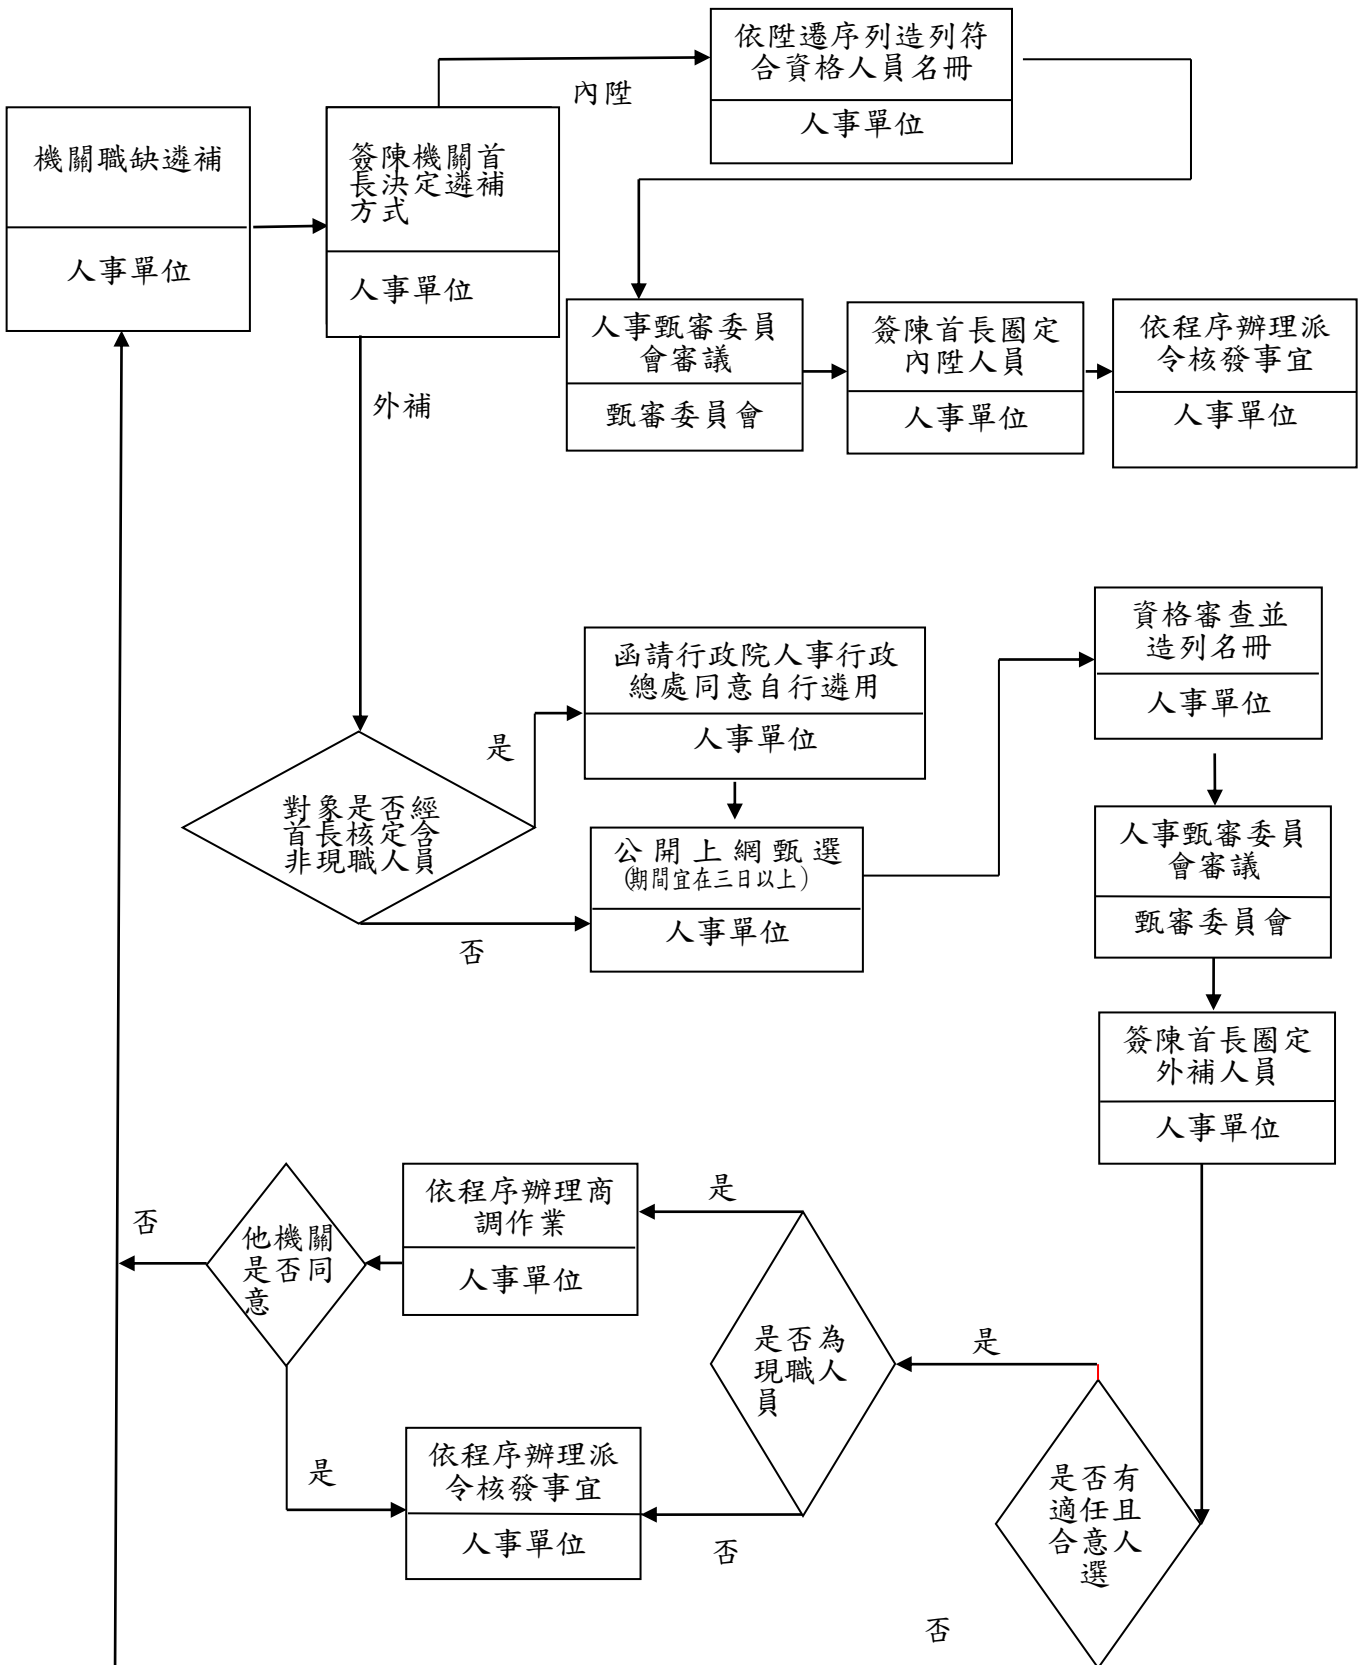 依陞遷序列造列符
合資格人員名冊
人事單位
內陞
機關職缺遴補
人事單位
簽陳機關首
長決定遴補
方式
人事單位
人事甄審委員
會審議
甄審委員會
簽陳首長圈定
內陞人員
人事單位
依程序辦理派
令核發事宜
人事單位
外補
資格審查並
造列名冊
人事單位
函請行政院人事行政
總處同意自行遴用
人事單位
是
對象是否經
首長核定含
非現職人員
公開上網甄選
(期間宜在三日以上)
人事單位
否
人事甄審委員
會審議
甄審委員會
簽陳首長圈定
外補人員
人事單位
依程序辦理商
調作業
人事單位
是
否
他機關
是否同
意
是否為
現職人
員
是
依程序辦理派
令核發事宜
人事單位
是
否
是否有
適任且
合意人
選
否